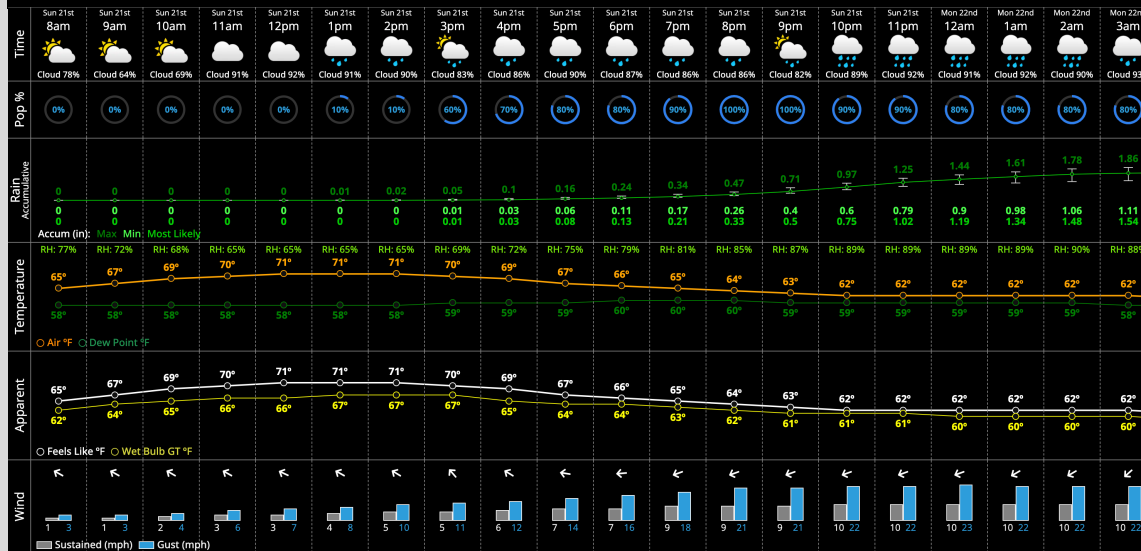 Time
Sun 21st Sun 21st Sun 21st Sun 21st Sun 21st Sun 21st Sun 21st Sun 21st Sun 21st Sun 21st Sun 21st Sun 21st Sun 21st Sun 21st Sun 21st Sun 21st Mon 22nd Mon 22nd Mon 22nd Mon 22n
8am 9am 10am 11am 12pm 1pm 2pm 3pm 4pm 5pm 6pm 7pm 8pm 9pm 10pm 11pm 12am 1am 2am 3am
Cloud 78% Cloud 64% Cloud 69% Cloud 91% Cloud 92% Cloud 91% Cloud 90% Cloud 83% Cloud 86% Cloud 90% Cloud 87% Cloud 86% Cloud 86% Cloud 82% Cloud 89% Cloud 92% Cloud 91% Cloud 92% Cloud 90% Cloud 93
Pop %
0% 0% 0% 0% 0% 10% 10% 60% 70% 80% 80% 90% 100% 100% 90% 90% 80% 80% 80% 80%
Rain
Accumulative
0 0 0 0 0 0.01 0.02 0.05 0.1 0.16 0.24 0.34 0.47 0.71 0.97 1.25 1.44 1.61 1.78 1.86
0 0 0 0 0 0 0 0.01 0.03 0.06 0.11 0.17 0.26 0.4 0.6 0.79 0.9 0.98 1.06 1.11
0 0 0 0 0 0 0 0.01 0.03 0.08 0.13 0.21 0.33 0.5 0.75 1.02 1.19 1.34 1.48 1.54
Accum (in): Max Min Most Likely
Temperature
RH: 77% RH: 72% RH: 68% RH: 65% RH: 65% RH: 65% RH: 65% RH: 69% RH: 72% RH: 75% RH: 79% RH: 81% RH: 85% RH: 87% RH: 89% RH: 89% RH: 89% RH: 89% RH: 90% RH: 88%
65° 67° 69° 70° 71° 71° 71° 70° 69° 67° 66° 65° 64° 63° 62° 62° 62° 62° 62° 62°
58° 58° 58° 58° 58° 58° 58° 59° 59° 59° 60° 60° 60° 59° 59° 59° 59° 59° 59° 58°
Air °F Dew Point °F
Apparent
65° 67° 69° 70° 71° 71° 71° 70° 69° 67° 66° 65° 64° 63° 62° 62° 62° 62° 62° 62°
62° 64° 65° 66° 66° 67° 67° 67° 65° 64° 64° 63° 62° 61° 61° 61° 60° 60° 60° 60°
Feels Like °F Wet Bulb GT °F
Wind
1 3 1 3 2 4 3 6 3 7 4 8 5 10 5 11 6 12 7 14 7 16 9 18 9 21 9 21 10 22 10 22 10 23 10 22 10 22 10 22
Sustained (mph) Gust (mph)